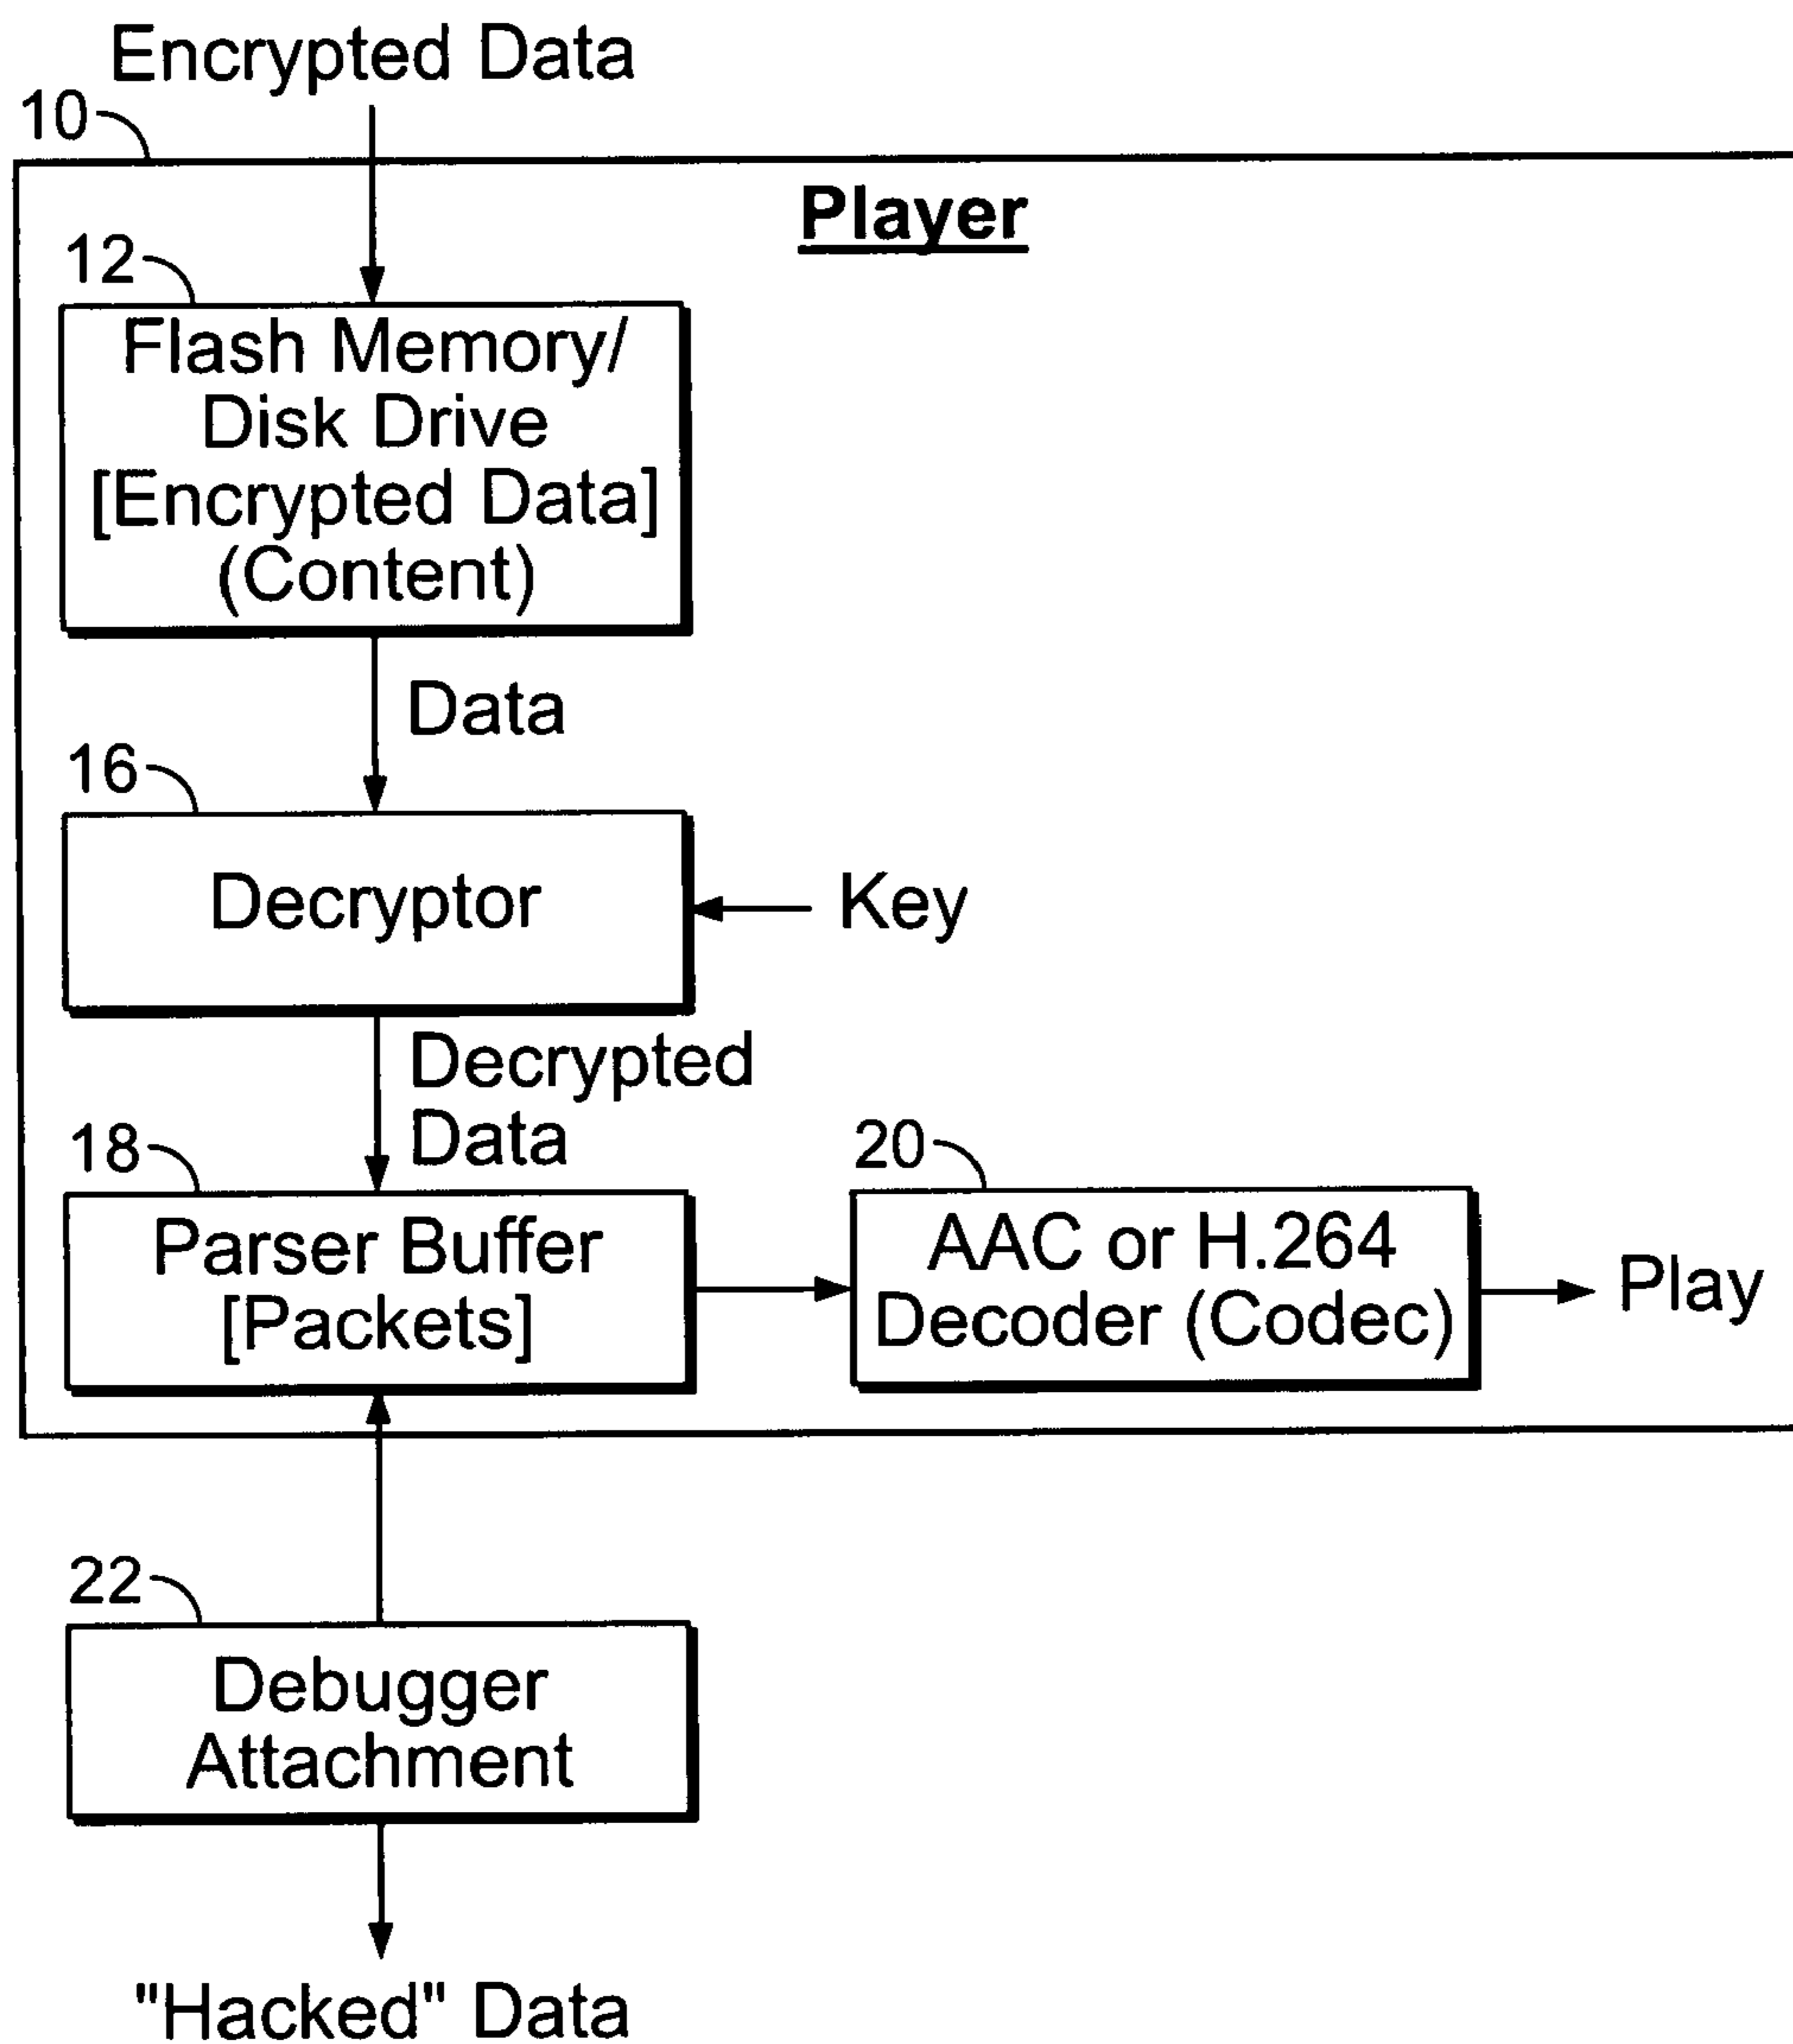 Encrypted Data
10
Player
12
Flash Memory/
Disk Drive
[Encrypted Data]
(Content)
Data
16
Decryptor
Key
Decrypted
Data
18
Parser Buffer
[Packets]
20
AAC or H.264
Decoder (Codec)
Play
22
Debugger
Attachment
"Hacked" Data